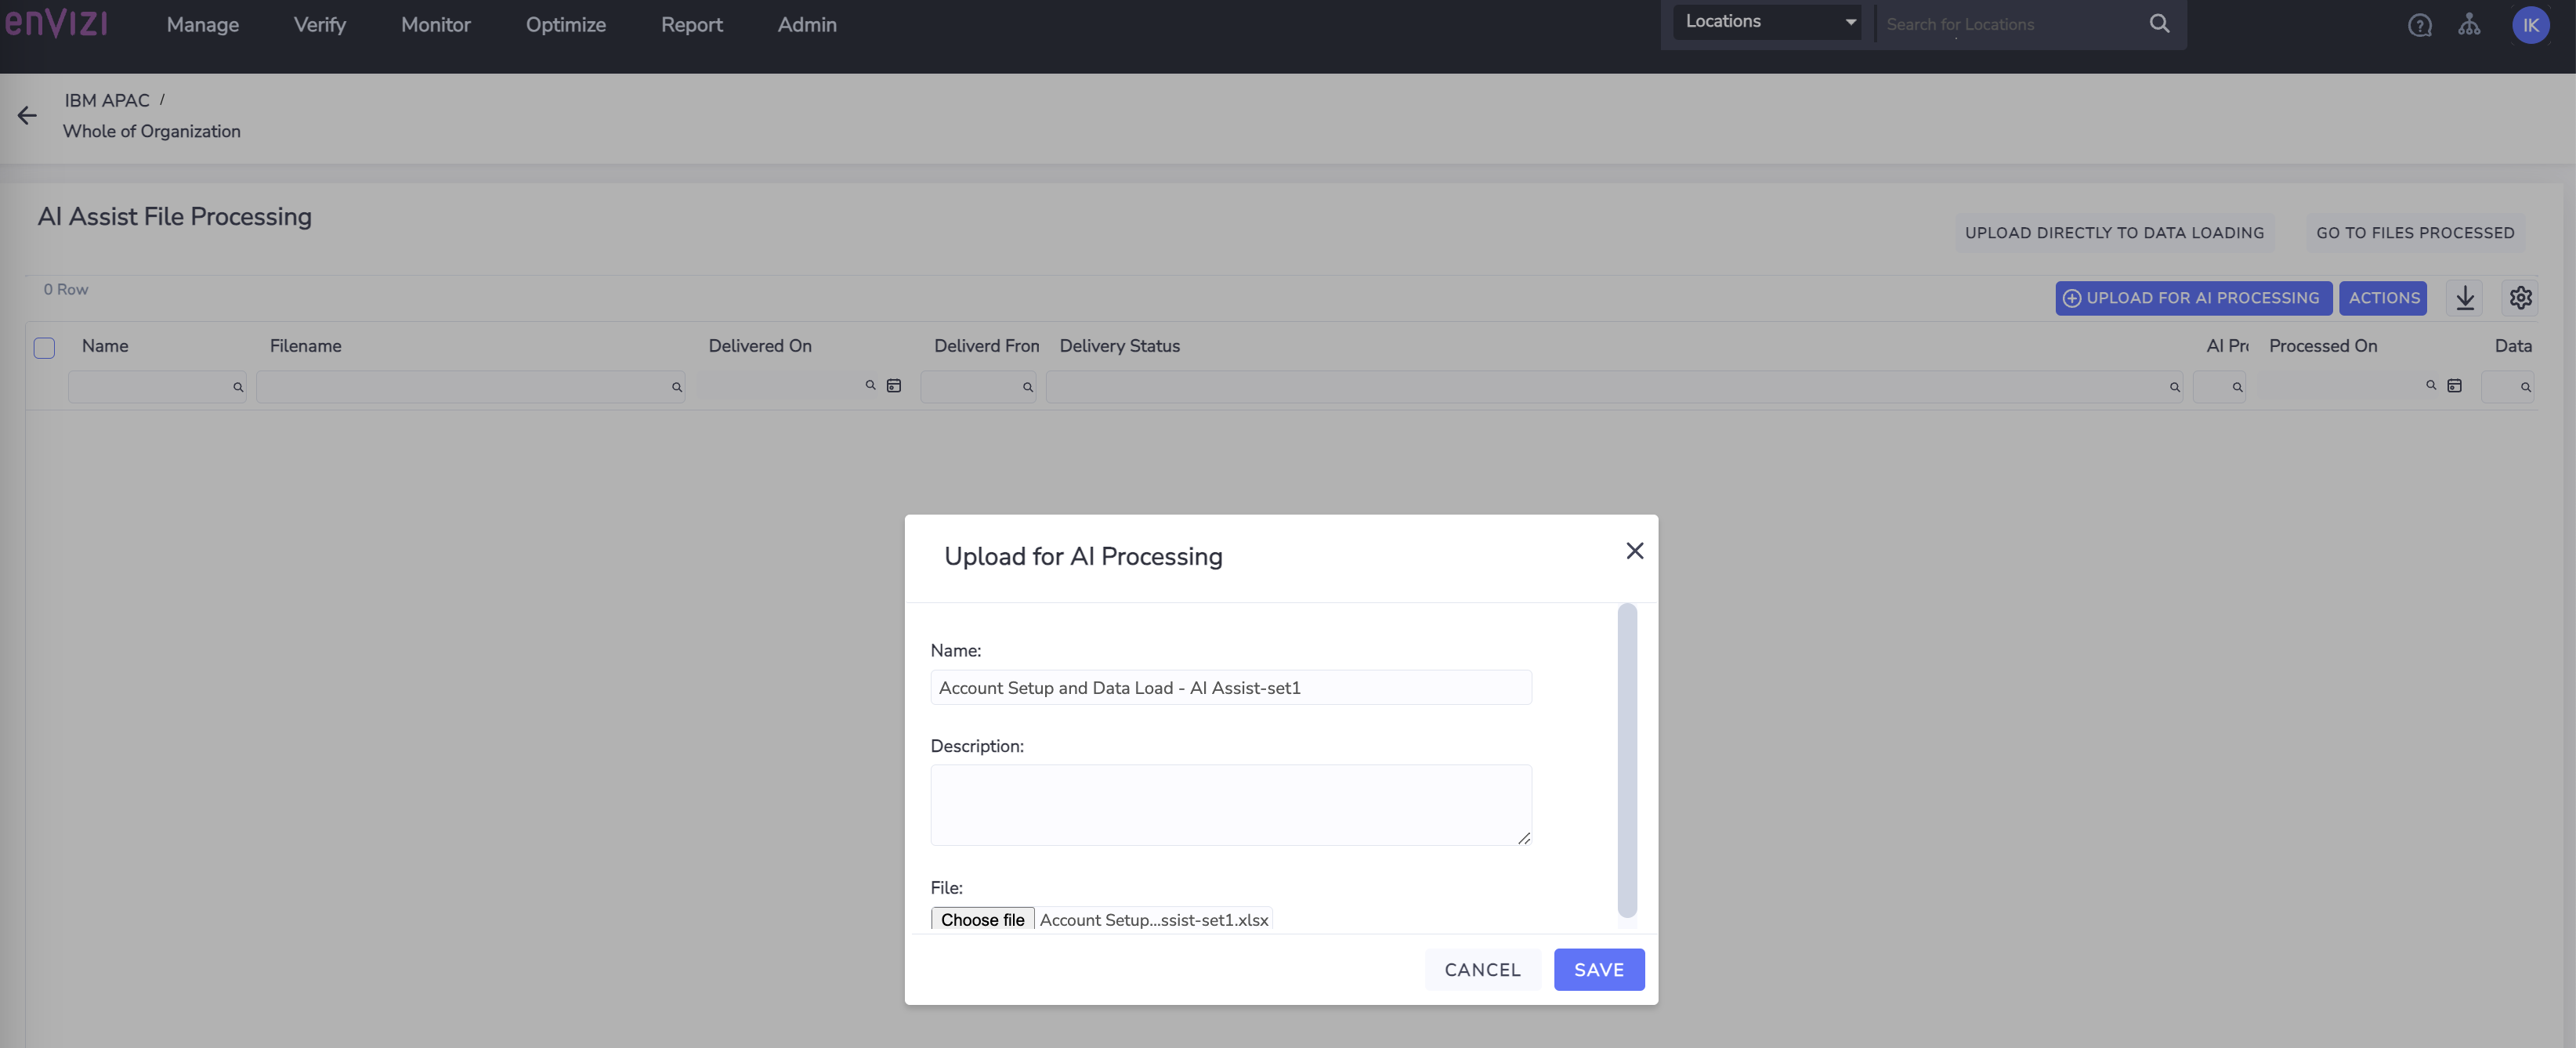 enVizi
Manage
Verify
Monitor
Optimize
Report
Admin
Locations
Search for Locations
IK
IBM APAC /
Whole of Organization
AI Assist File Processing
UPLOAD DIRECTLY TO DATA LOADING
GO TO FILES PROCESSED
0 Row
UPLOAD FOR AI PROCESSING
ACTIONS
Name
Filename
Delivered On
Deliverd Fron
Delivery Status
AI Pro
Processed On
Data
Upload for AI Processing
Name:
Account Setup and Data Load - AI Assist-set1
Description:
File:
Choose file Account Setup...ssist-set1.xlsx
CANCEL
SAVE